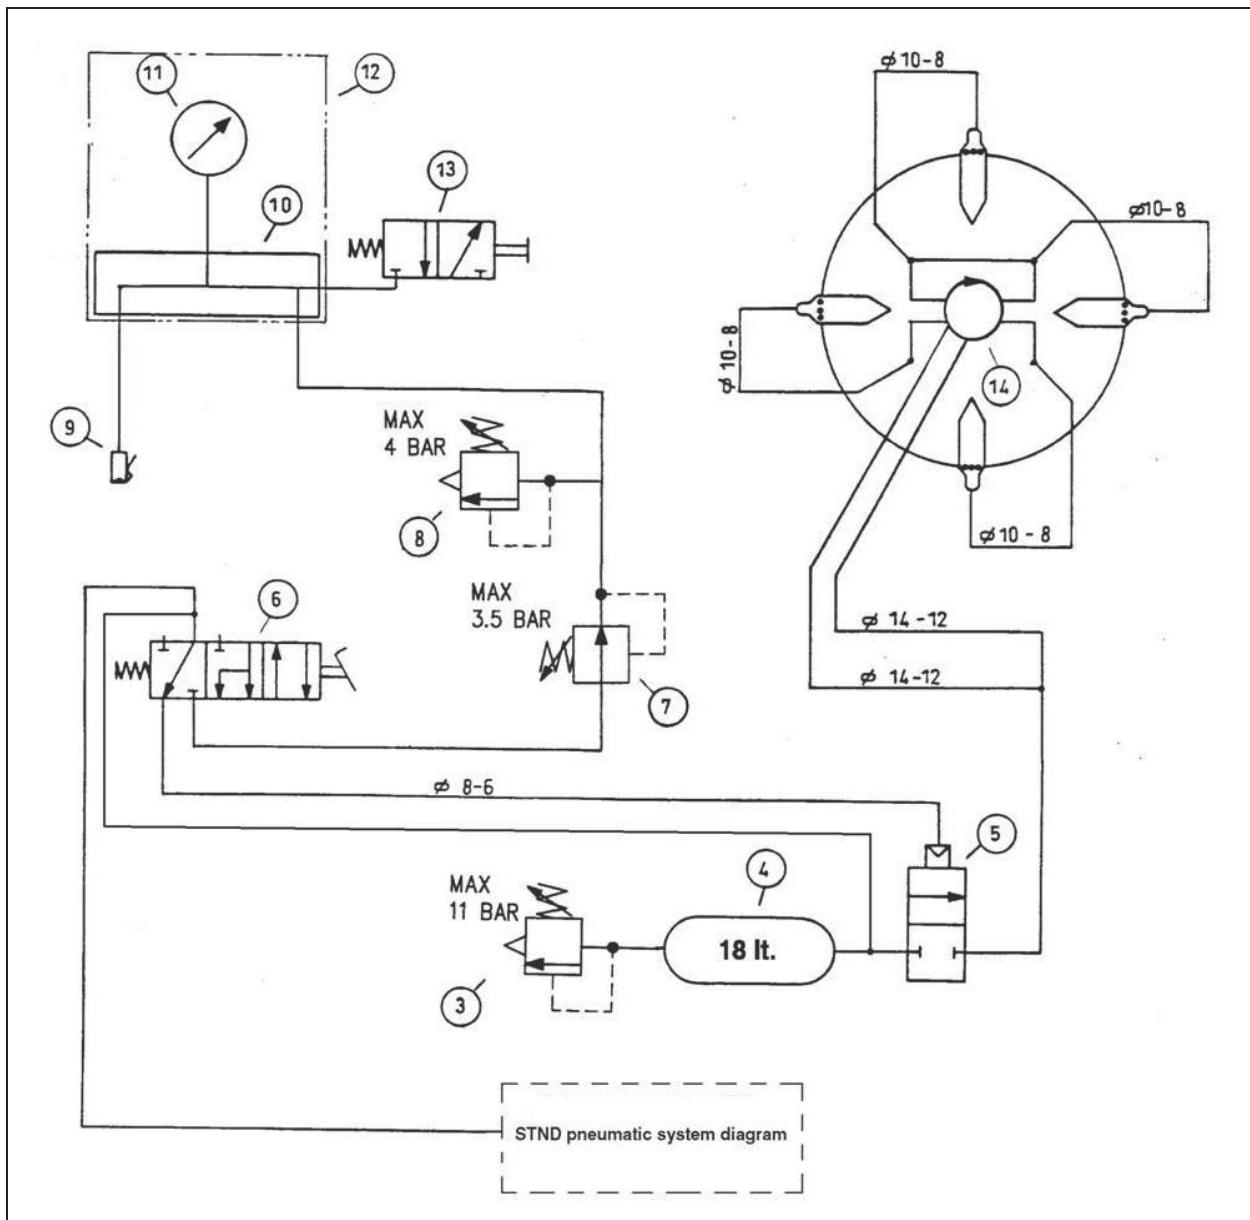 11
12
ϕ 10-8
13
10
ϕ10-8
ϕ 10-8
14
MAX
4 BAR
9
8
ϕ 10-8
MAX
3.5 BAR
6
ϕ 14-12
ϕ 14-12
7
ϕ 8-6
5
4
MAX
11 BAR
18 lt.
3
STND pneumatic system diagram